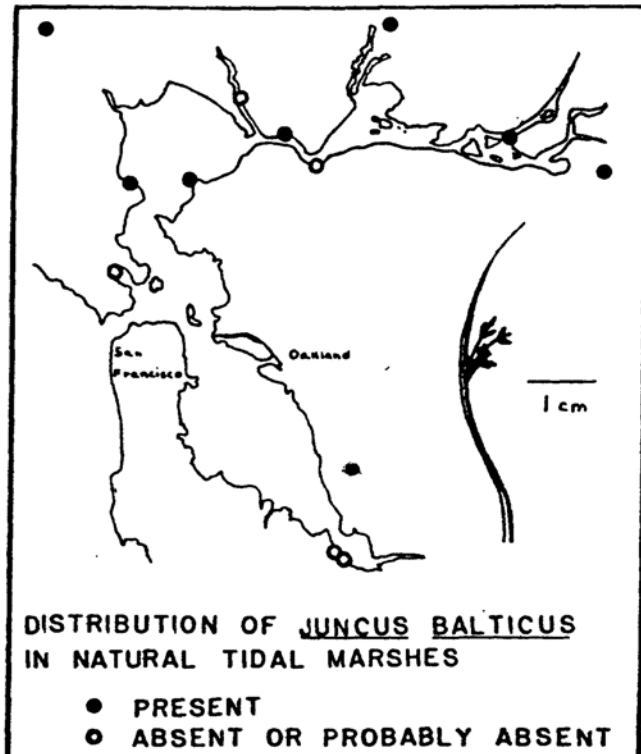 San
Francisco
Oakland
1 cm
DISTRIBUTION OF JUNCUS BALTICUS
IN NATURAL TIDAL MARSHES
PRESENT
ABSENT OR PROBABLY ABSENT